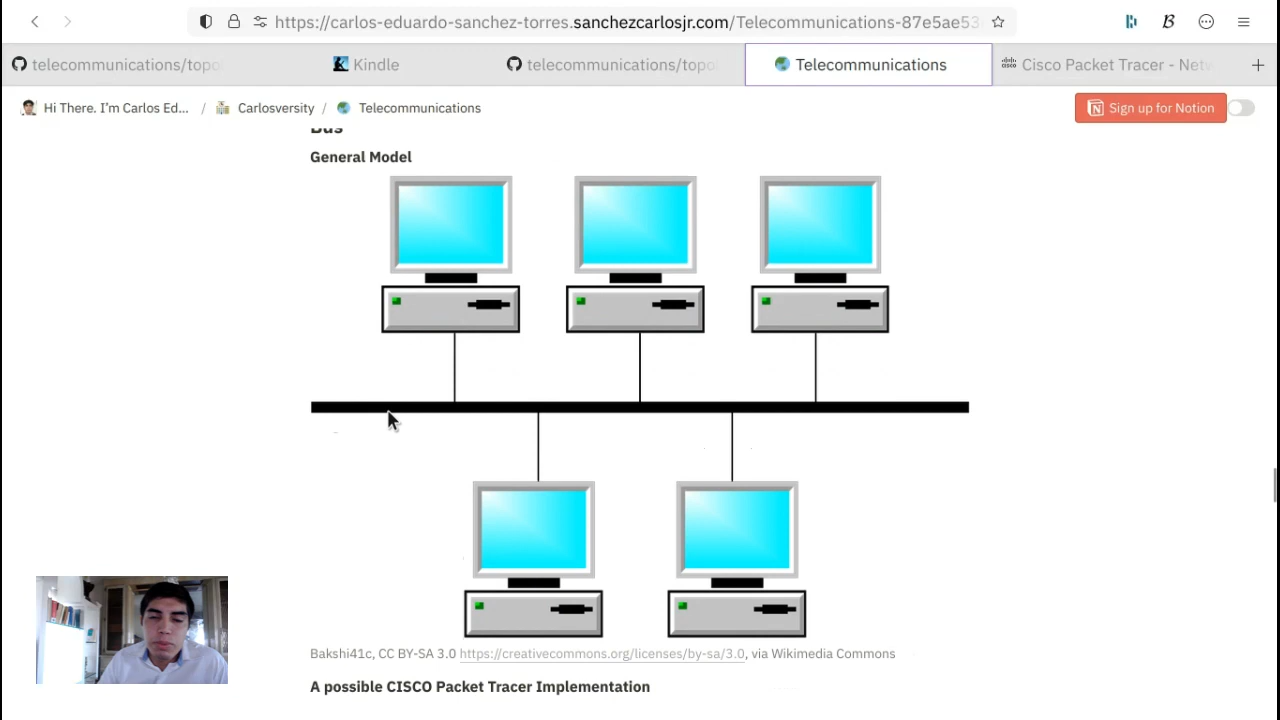 https://carlos-eduardo-sanchez-torres.sanchezcarlosjr.com/Telecommunications-87e5ae53
telecommunications/topo
Kindle
telecommunications/topo
Telecommunications
Cisco Packet Tracer - Netw
Hi There. I'm Carlos Ed... / Carlosversity / Telecommunications
Sign up for Notion
Bus
General Model
Bakshi41c, CC BY-SA 3.0 https://creativecommons.org/licenses/by-sa/3.0, via Wikimedia Commons
A possible CISCO Packet Tracer Implementation